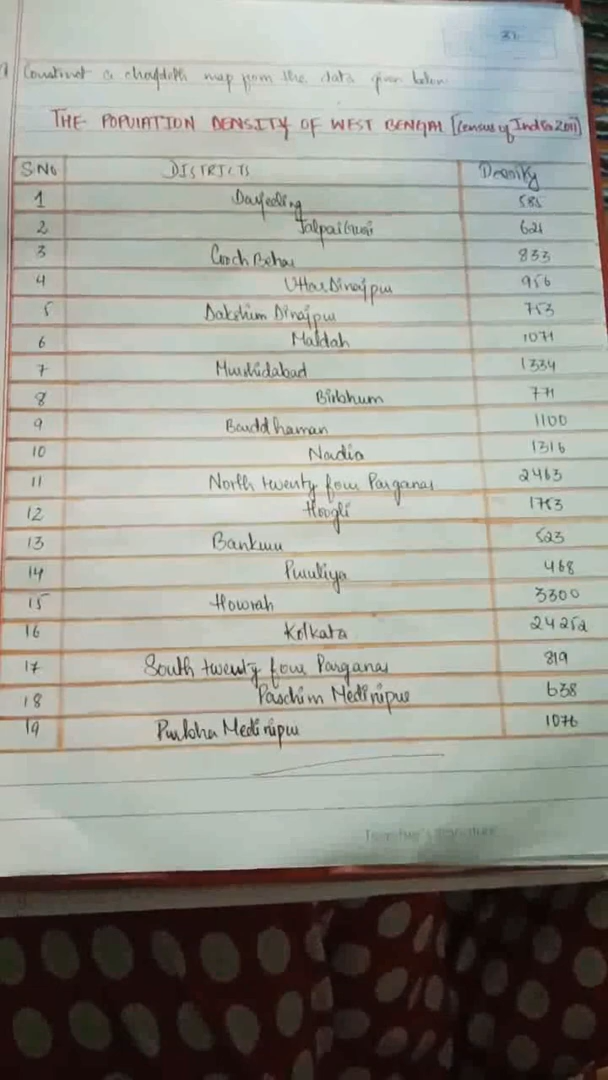 31
Construct a choropleth map from the data given below
THE POPULATION DENSITY OF WEST BENGAL [Census of India 2011]
S.No DISTRICTS Density
1 Darjeeling 585
2 Jalpaiguri 621
3 Cooch Behar 833
4 Uttar Dinajpur 956
5 Dakshin Dinajpur 753
6 Maldah 1071
7 Murshidabad 1334
8 Birbhum 771
9 Barddhaman 1100
10 Nadia 1316
11 North twenty four Parganas 2463
12 Hoogli 1753
13 Bankura 523
14 Puruliya 468
15 Howrah 3300
16 Kolkata 24252
17 South twenty four Parganas 819
18 Paschim Medinipur 638
19 Purbha Medinipur 1076
Teacher's Signature